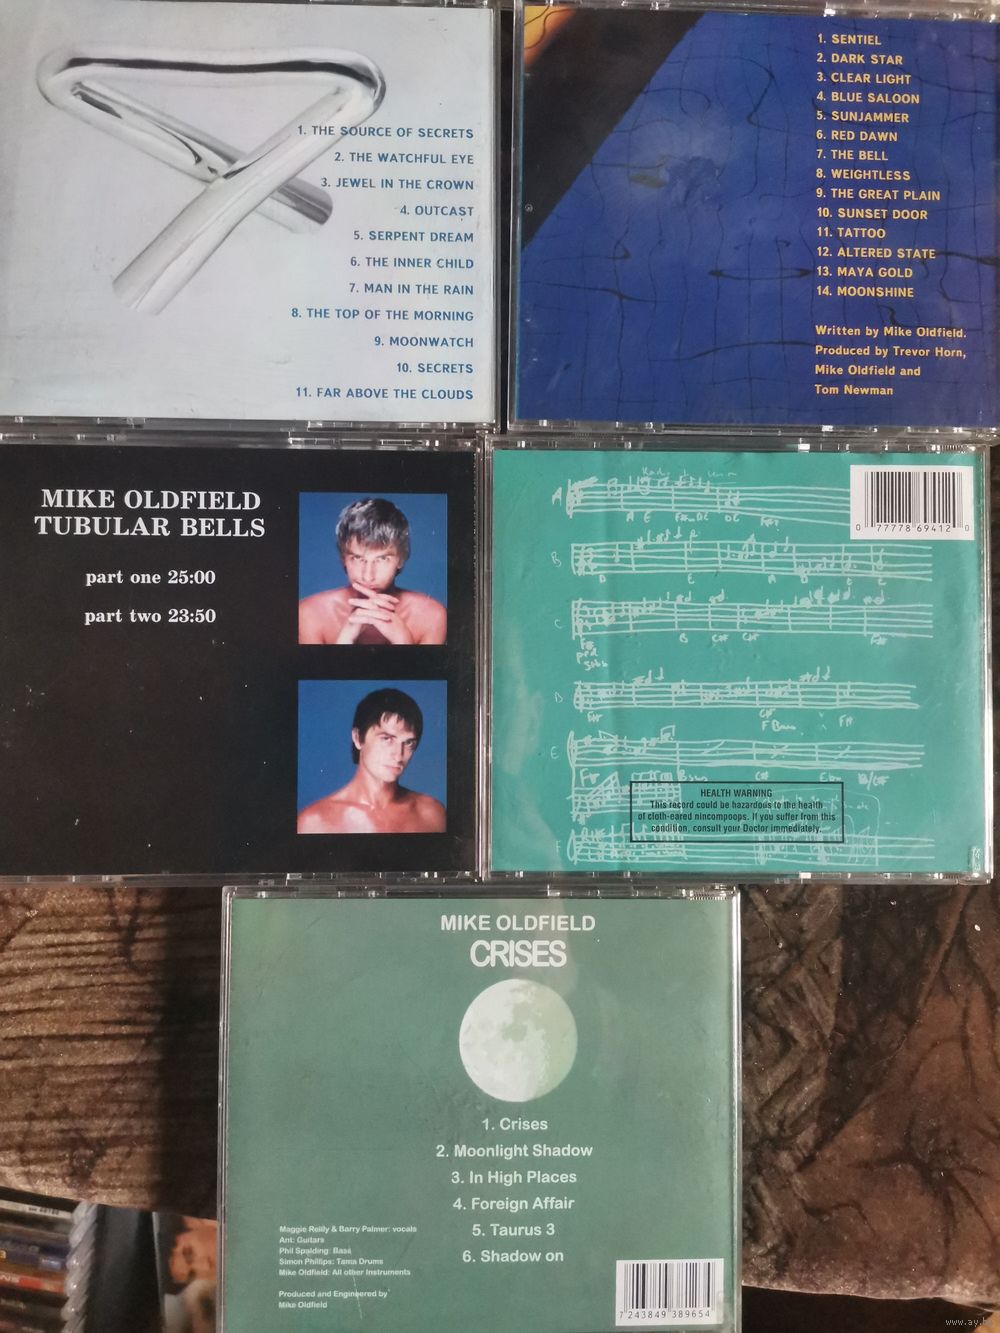 1. THE SOURCE OF SECRETS
2. THE WATCHFUL EYE
3. JEWEL IN THE CROWN
4. OUTCAST
5. SERPENT DREAM
6. THE INNER CHILD
7. MAN IN THE RAIN
8. THE TOP OF THE MORNING
9. MOONWATCH
10. SECRETS
11. FAR ABOVE THE CLOUDS
1. SENTIEL
2. DARK STAR
3. CLEAR LIGHT
4. BLUE SALOON
5. SUNJAMMER
6. RED DAWN
7. THE BELL
8. WEIGHTLESS
9. THE GREAT PLAIN
10. SUNSET DOOR
11. TATTOO
12. ALTERED STATE
13. MAYA GOLD
14. MOONSHINE
Written by Mike Oldfield.
Produced by Trevor Horn,
Mike Oldfield and
Tom Newman
MIKE OLDFIELD
TUBULAR BELLS
part one 25:00
part two 23:50
0 77778 69412 0
A
A E
B
C
B C# C#
D
E
HEALTH WARNING
This record could be hazardous to the health
of cloth-eared nincompoops. If you suffer from this
condition, consult your Doctor immediately.
F
MIKE OLDFIELD
CRISES
1. Crises
2. Moonlight Shadow
3. In High Places
4. Foreign Affair
5. Taurus 3
6. Shadow on
Maggie Reilly & Barry Palmer: vocals
Ant: Guitars
Phil Spalding: Bass
Simon Phillips: Tama Drums
Mike Oldfield: All other Instruments
Produced and Engineered by
Mike Oldfield
7 243849 389654